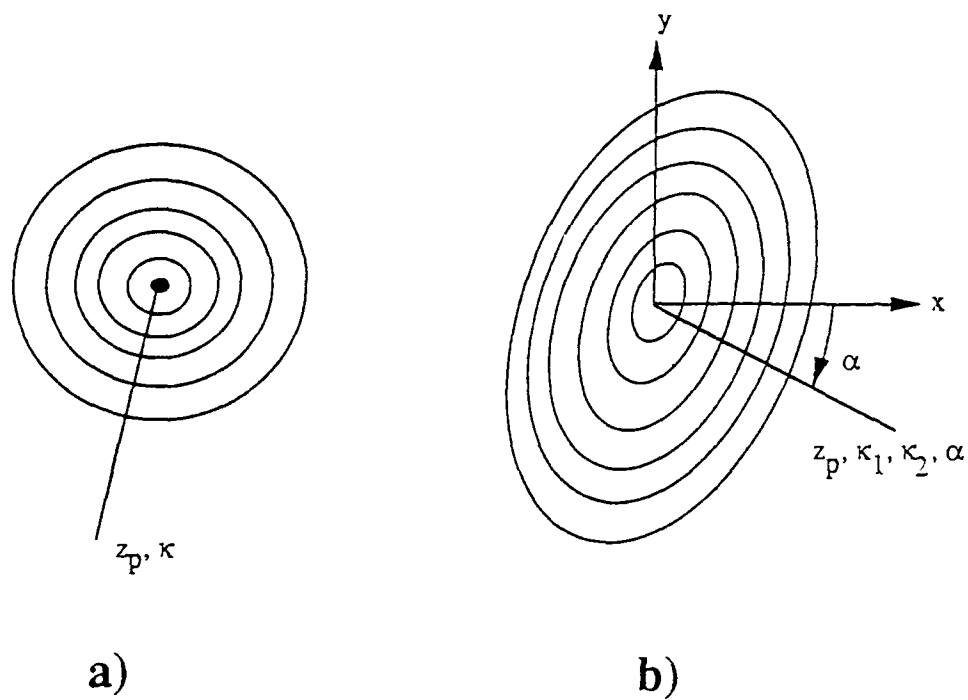 y
x
α
z_p, κ_1, κ_2, α
z_p, κ
a)
b)